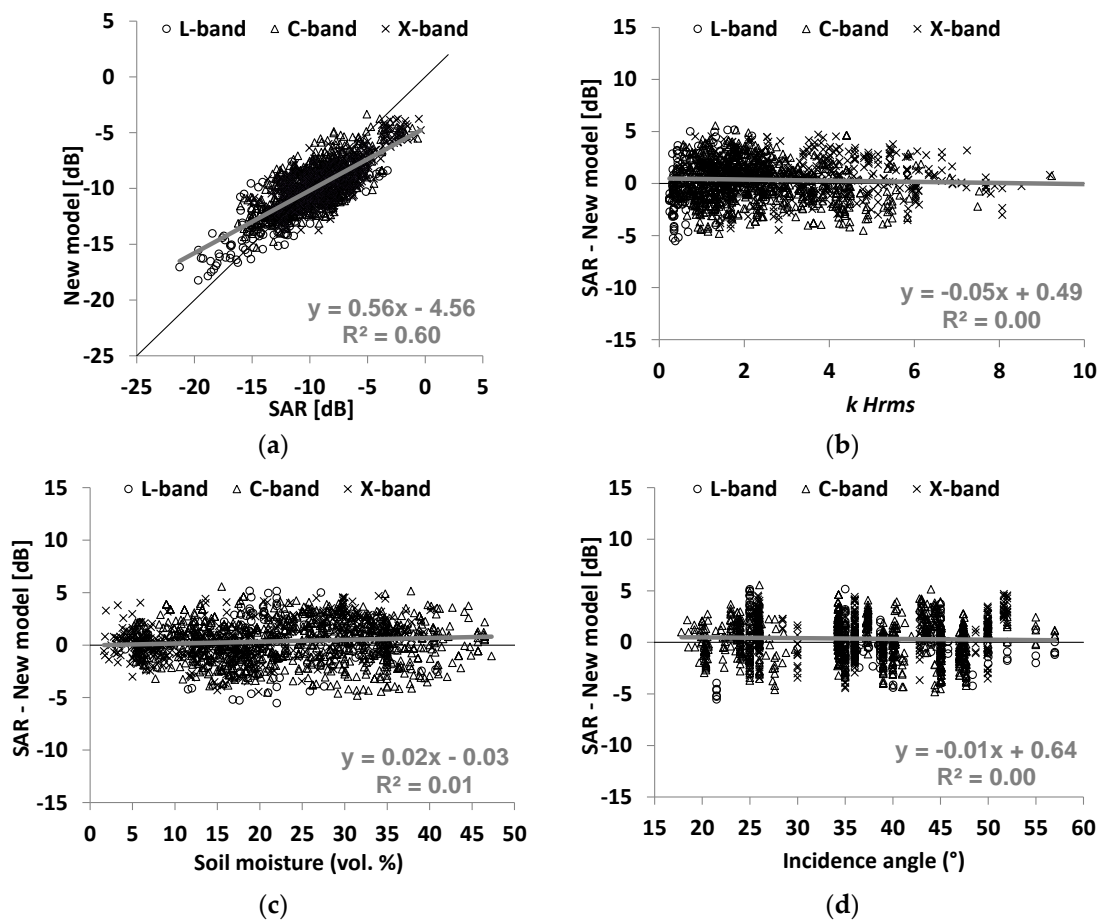 5
0
-5
-10
-15
-20
-25
-25 -20 -15 -10 -5 0 5
○ L-band △ C-band × X-band
New model [dB]
SAR [dB]
y = 0.56x - 4.56
R² = 0.60
(a)
15
10
5
0
-5
-10
-15
0 2 4 6 8 10
○ L-band △ C-band × X-band
SAR - New model [dB]
k Hrms
y = -0.05x + 0.49
R² = 0.00
(b)
15
10
5
0
-5
-10
-15
0 5 10 15 20 25 30 35 40 45 50
○ L-band △ C-band × X-band
SAR - New model [dB]
Soil moisture (vol. %)
y = 0.02x - 0.03
R² = 0.01
(c)
15
10
5
0
-5
-10
-15
15 20 25 30 35 40 45 50 55 60
○ L-band △ C-band × X-band
SAR - New model [dB]
Incidence angle (°)
y = -0.01x + 0.64
R² = 0.00
(d)